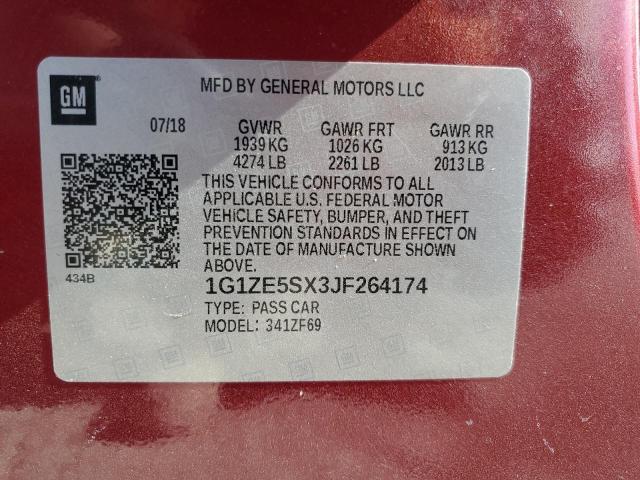 GM
MFD BY GENERAL MOTORS LLC
07/18 GVWR GAWR FRT GAWR RR
1939 KG 1026 KG 913 KG
4274 LB 2261 LB 2013 LB
THIS VEHICLE CONFORMS TO ALL
APPLICABLE U.S. FEDERAL MOTOR
VEHICLE SAFETY, BUMPER, AND THEFT
PREVENTION STANDARDS IN EFFECT ON
THE DATE OF MANUFACTURE SHOWN
ABOVE.
434B
1G1ZE5SX3JF264174
TYPE: PASS CAR
MODEL: 341ZF69